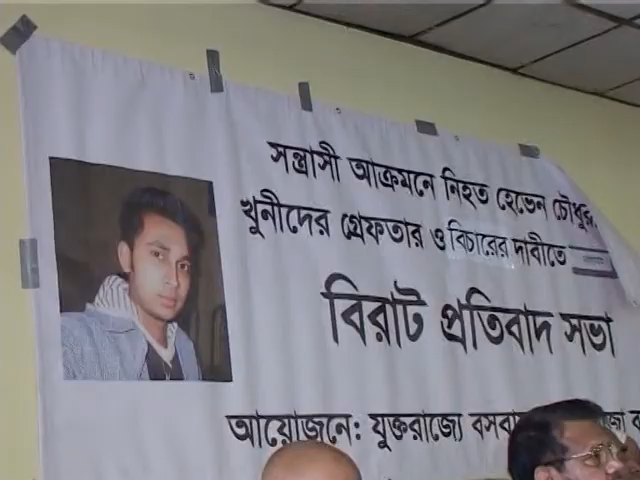 সন্ত্রাসী আক্রমনে নিহত হেভেন চৌধুরী
খুনীদের গ্রেফতার ও বিচারের দাবীতে
বিরাট প্রতিবাদ সভা
আয়োজনে: যুক্তরাজ্যে